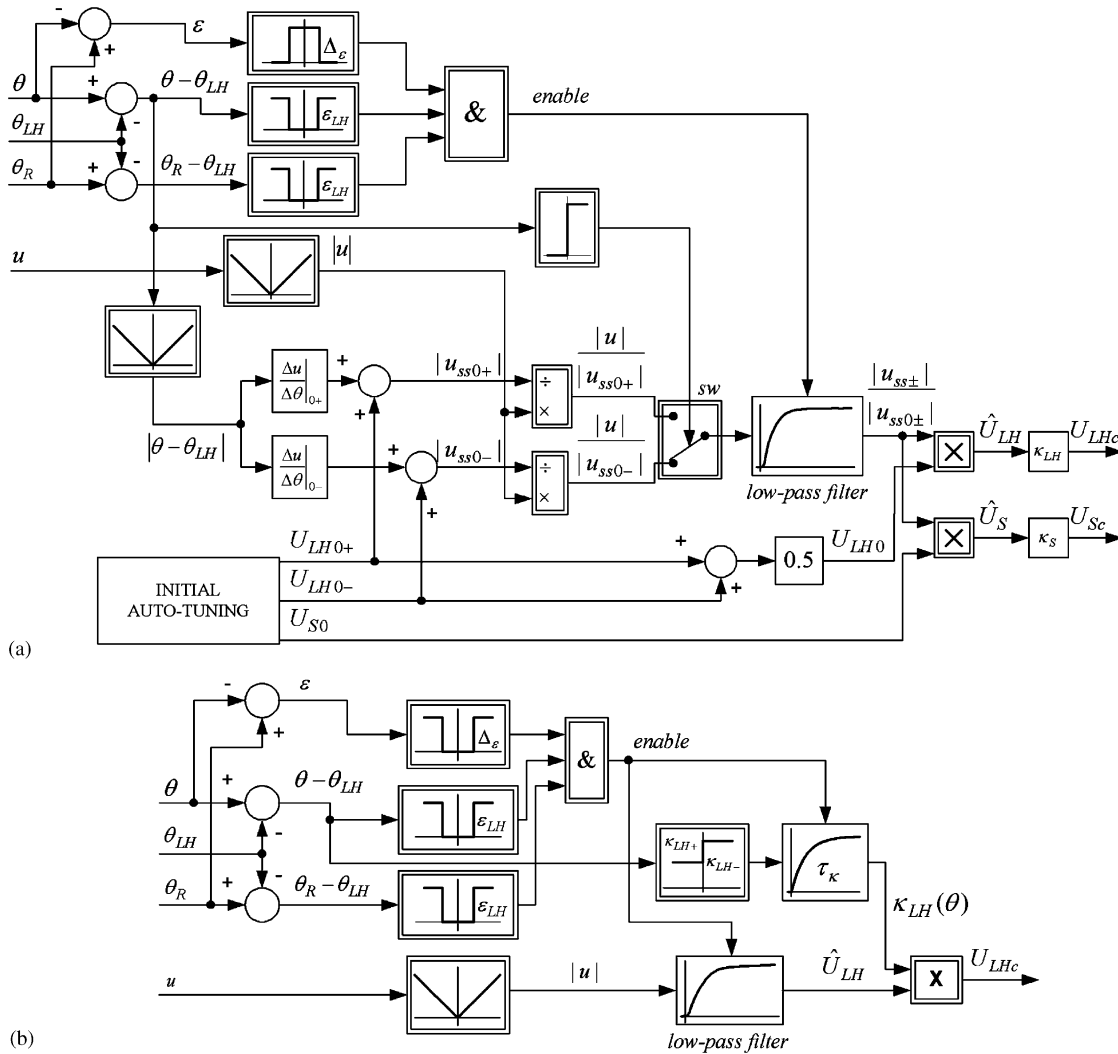 - ε Δε
+
θ + θ − θLH εLH & enable
θLH -
-
θR + θR − θLH εLH
u |u|
Δu/Δθ|0+ + |uss0+| ÷ × |u|/|uss0+| sw |uss±|/|uss0±|
+
|θ − θLH| Δu/Δθ|0− + |uss0−| ÷ × |u|/|uss0−| low-pass filter × ÛLH κLH ULHc
+
ULH0+ + 0.5 ULH0 × ÛS κS USc
INITIAL AUTO-TUNING ULH0− +
US0
(a)
- ε Δε
+
θ + θ − θLH εLH & enable
θLH -
-
θR + θR − θLH εLH κLH+ κLH− τκ
κLH(θ)
u |u| ÛLH x ULHc
low-pass filter
(b)